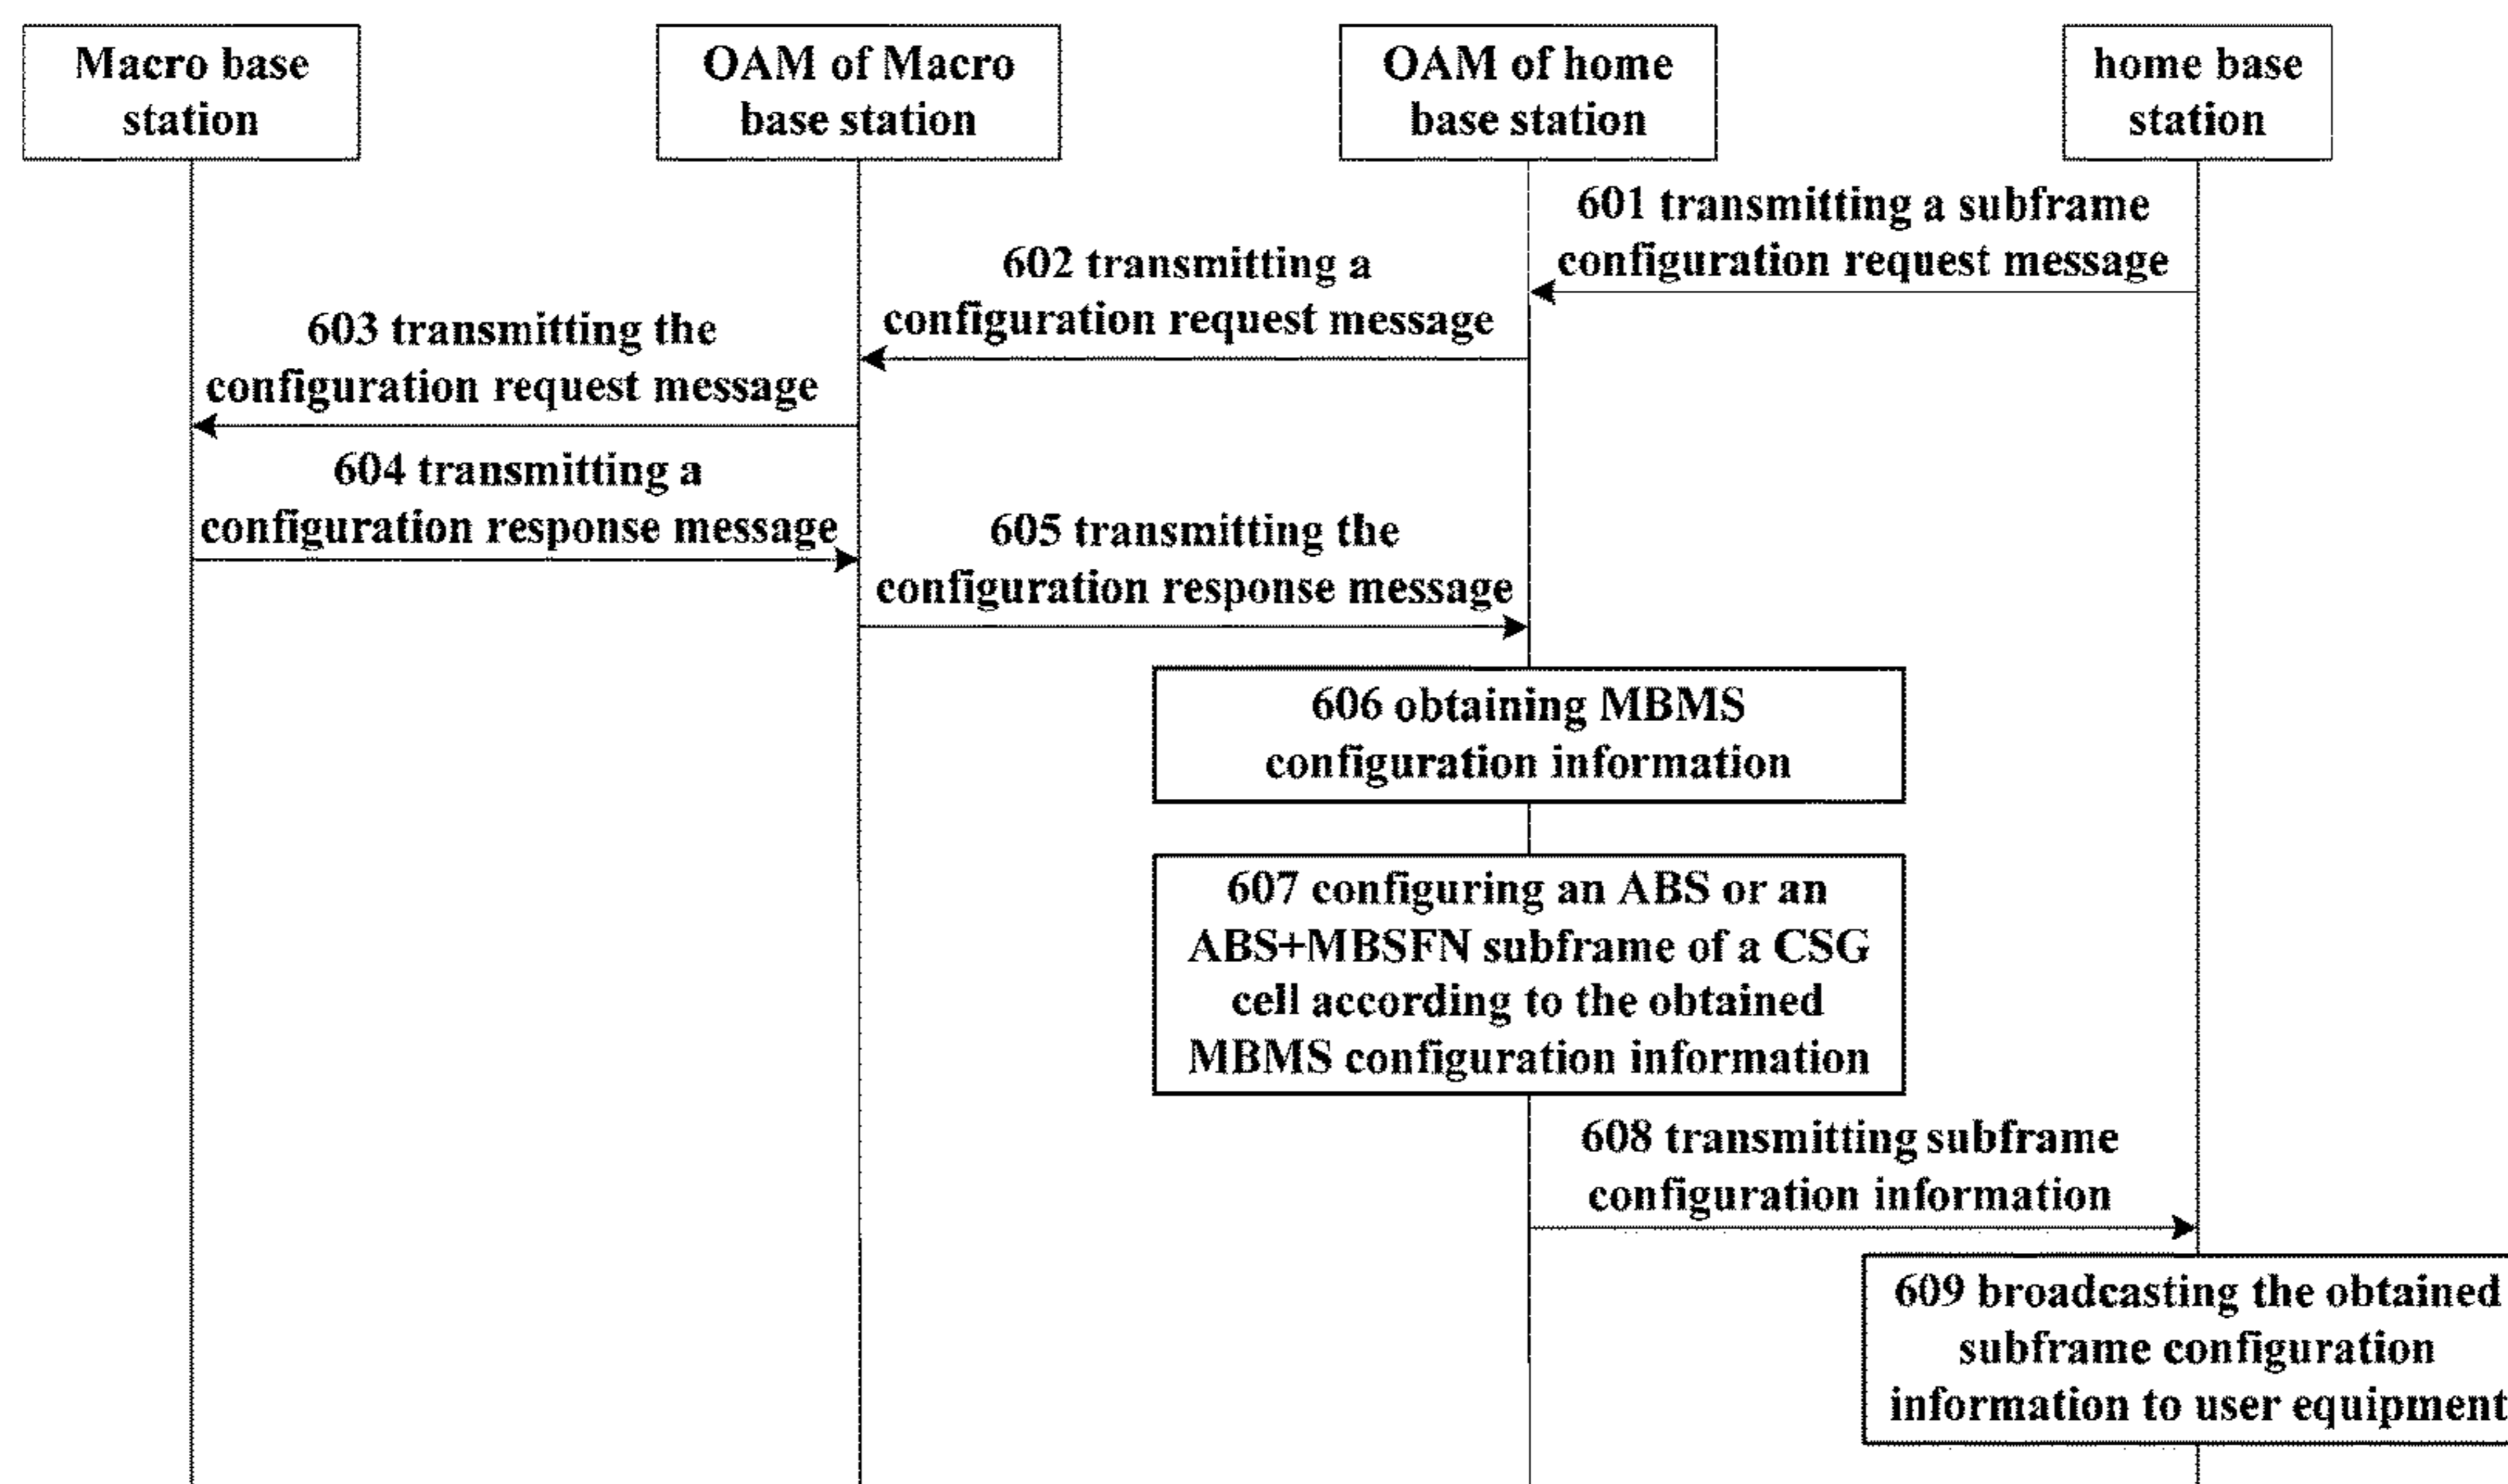 Macro base
station
OAM of Macro
base station
OAM of home
base station
home base
station
601 transmitting a subframe
configuration request message
602 transmitting a
configuration request message
603 transmitting the
configuration request message
604 transmitting a
configuration response message
605 transmitting the
configuration response message
606 obtaining MBMS
configuration information
607 configuring an ABS or an
ABS+MBSFN subframe of a CSG
cell according to the obtained
MBMS configuration information
608 transmitting subframe
configuration information
609 broadcasting the obtained
subframe configuration
information to user equipment